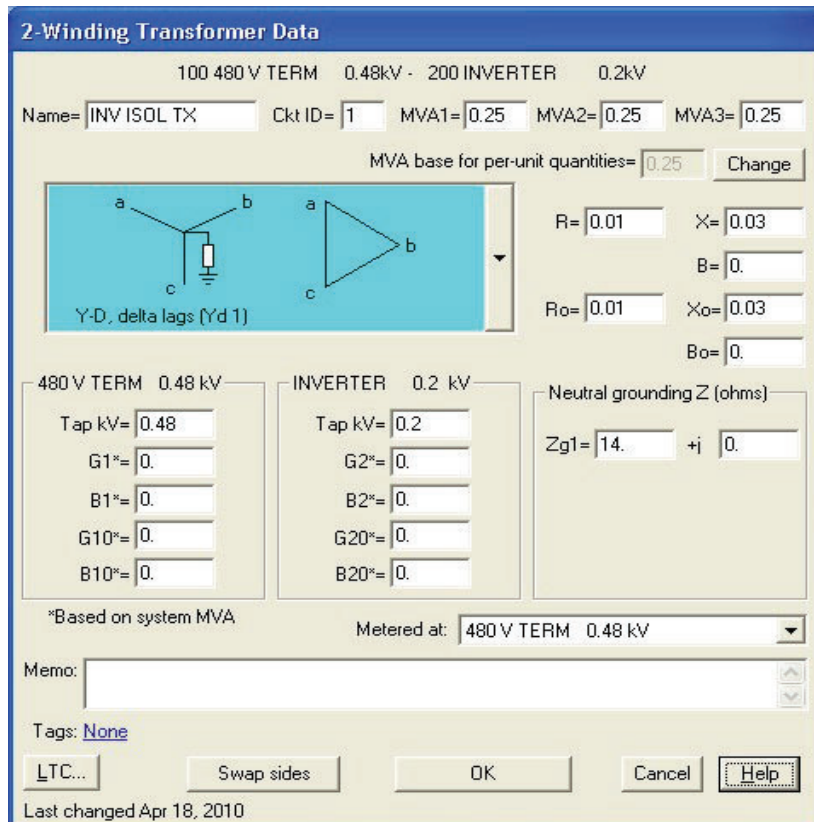 2-Winding Transformer Data
100 480 V TERM 0.48kV - 200 INVERTER 0.2kV
Name= INV ISOL TX Ckt ID= 1 MVA1= 0.25 MVA2= 0.25 MVA3= 0.25
MVA base for per-unit quantities= 0.25 Change
a b c a b c
Y-D, delta lags (Yd 1)
R= 0.01 X= 0.03
B= 0.
Ro= 0.01 Xo= 0.03
Bo= 0.
480 V TERM 0.48 kV
Tap kV= 0.48
G1*= 0.
B1*= 0.
G10*= 0.
B10*= 0.
INVERTER 0.2 kV
Tap kV= 0.2
G2*= 0.
B2*= 0.
G20*= 0.
B20*= 0.
Neutral grounding Z (ohms)
Zg1= 14. +j 0.
*Based on system MVA
Metered at: 480 V TERM 0.48 kV
Memo:
Tags: None
LTC... Swap sides OK Cancel Help
Last changed Apr 18, 2010